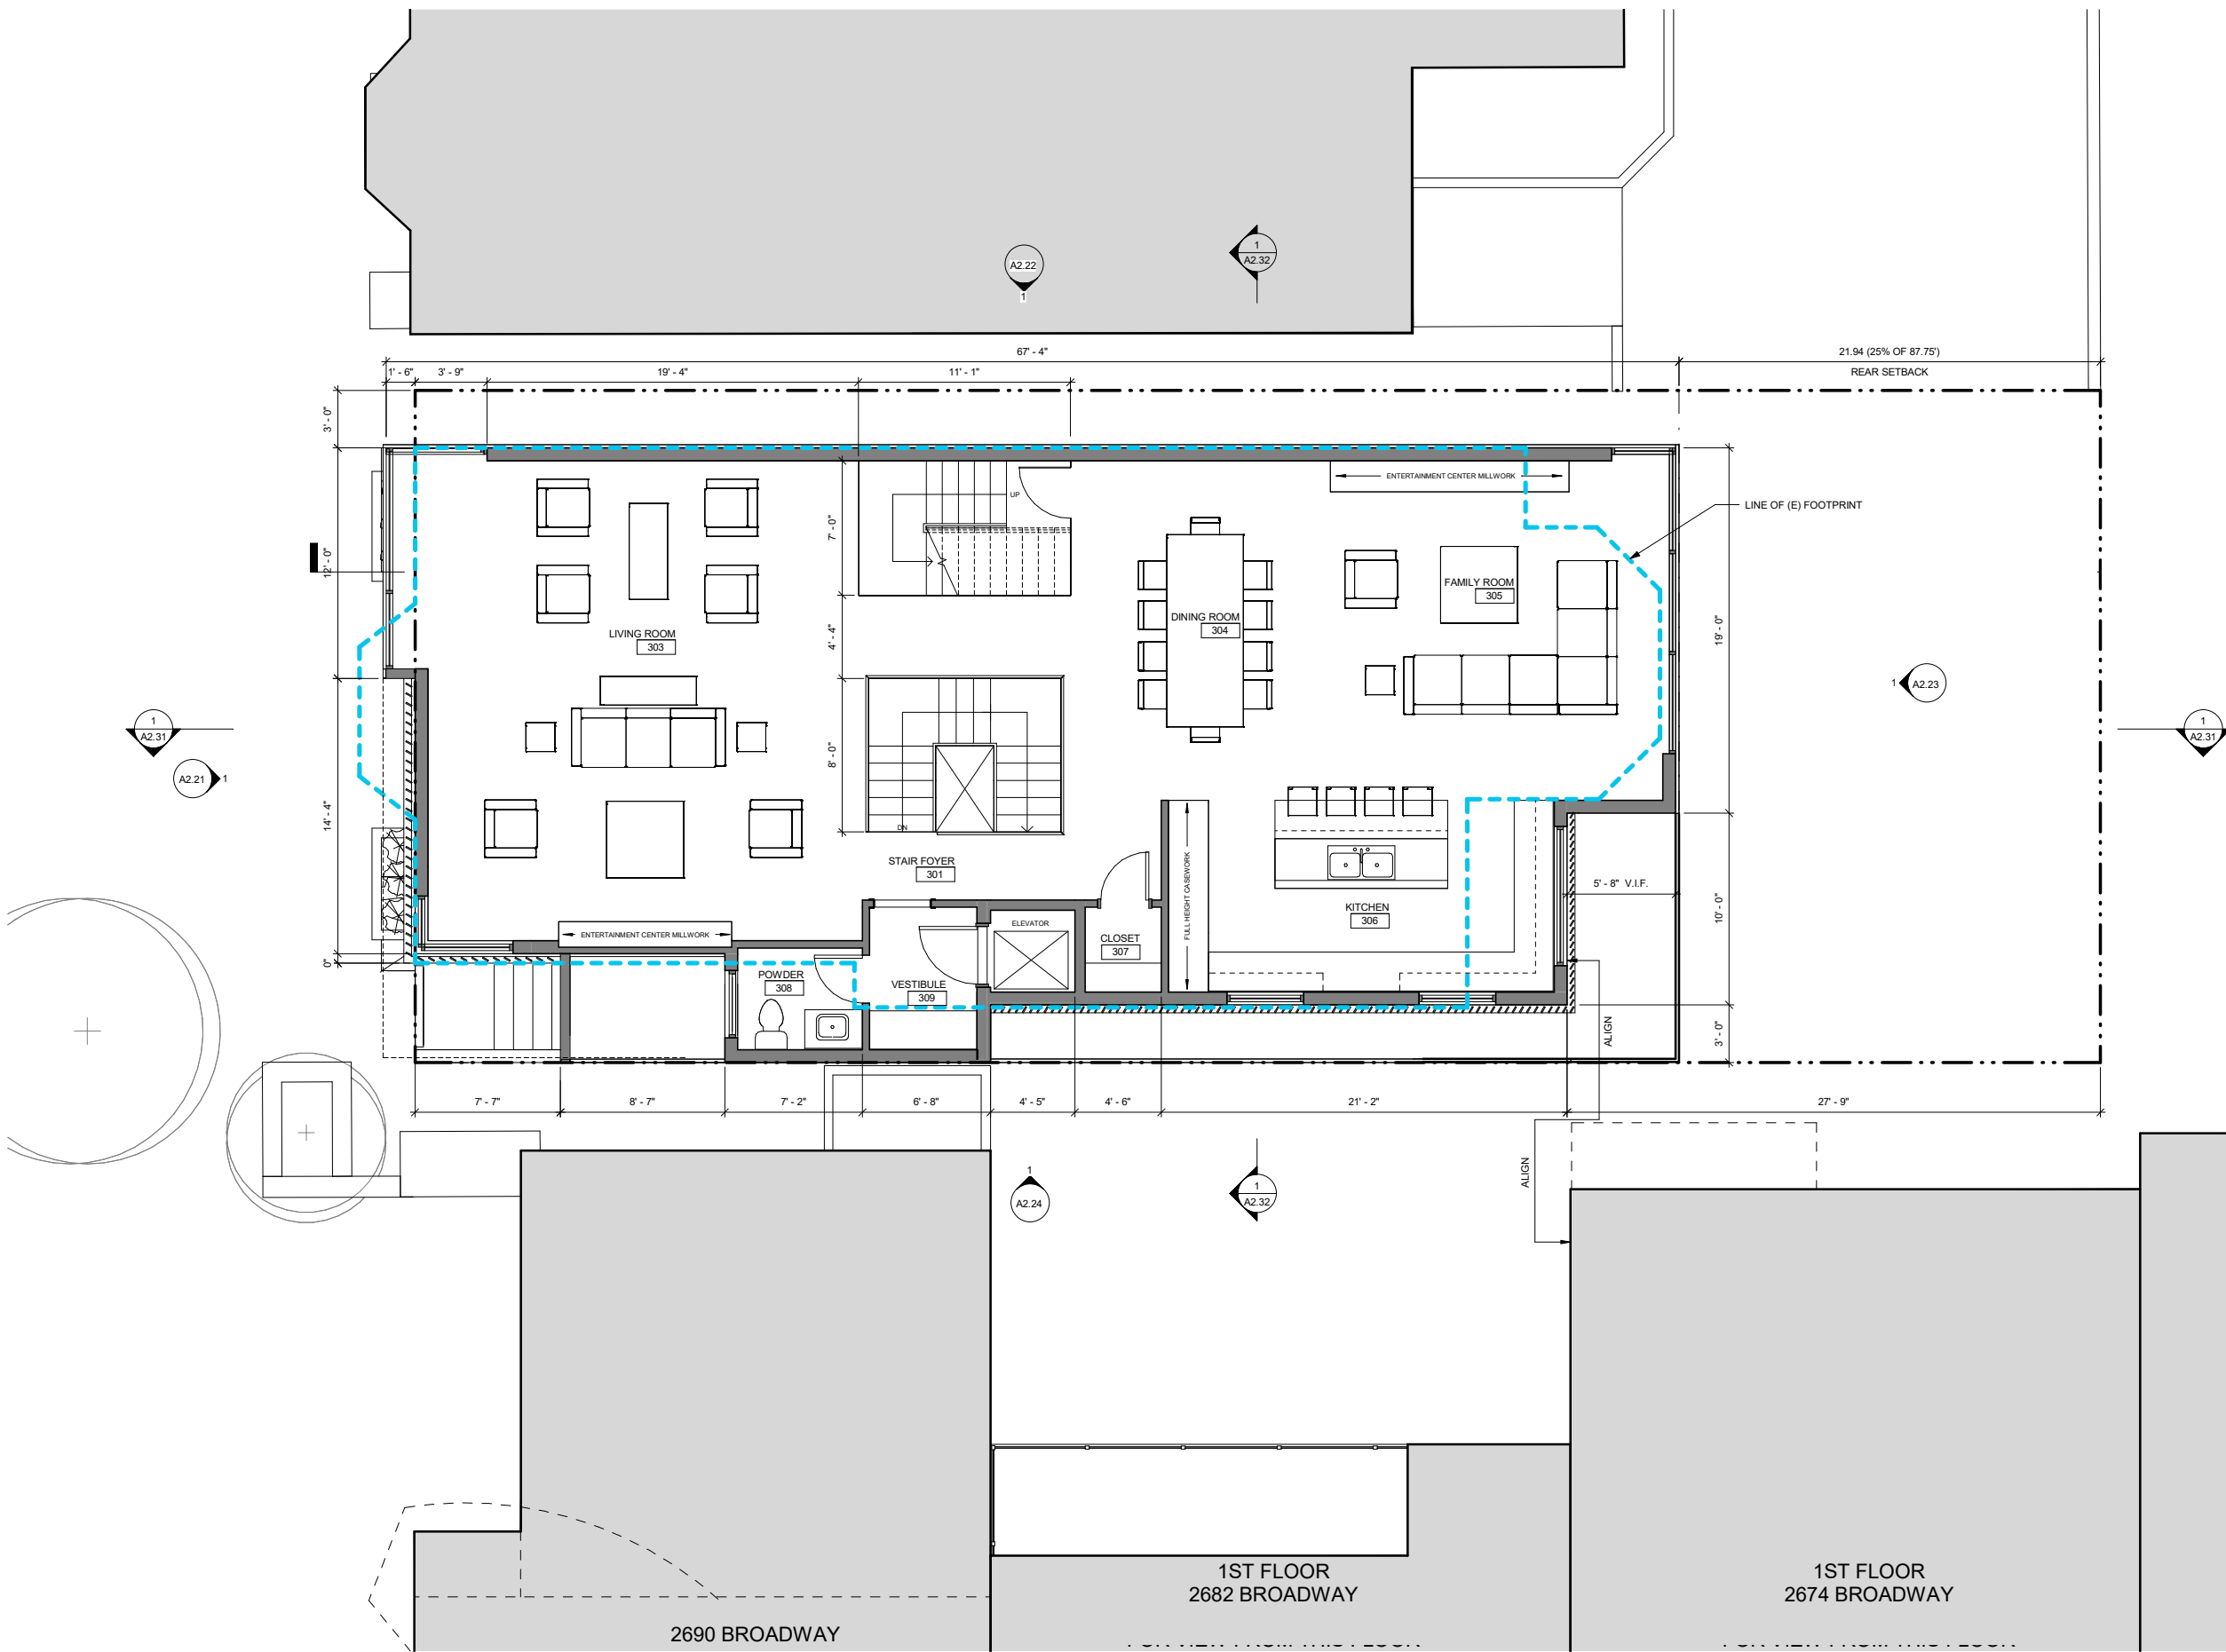 1
A2.32
A2.22
1
67' - 4"
21.94 (25% OF 87.75')
REAR SETBACK
1' - 6"
3' - 9"
19' - 4"
11' - 1"
3' - 0"
12' - 0"
14' - 4"
0"
ENTERTAINMENT CENTER MILLWORK
UP
7' - 0"
LINE OF (E) FOOTPRINT
FAMILY ROOM
305
DINING ROOM
304
LIVING ROOM
303
4' - 4"
19' - 0"
1
A2.23
1
A2.31
1
A2.31
A2.21
1
8' - 0"
DN
STAIR FOYER
301
FULL HEIGHT CASEWORK
5' - 8" V.I.F.
10' - 0"
KITCHEN
306
ELEVATOR
ENTERTAINMENT CENTER MILLWORK
CLOSET
307
POWDER
308
VESTIBULE
309
ALIGN
3' - 0"
7' - 7"
8' - 7"
7' - 2"
6' - 8"
4' - 5"
4' - 6"
21' - 2"
27' - 9"
ALIGN
1
A2.24
1
A2.32
1ST FLOOR
2682 BROADWAY
1ST FLOOR
2674 BROADWAY
2690 BROADWAY